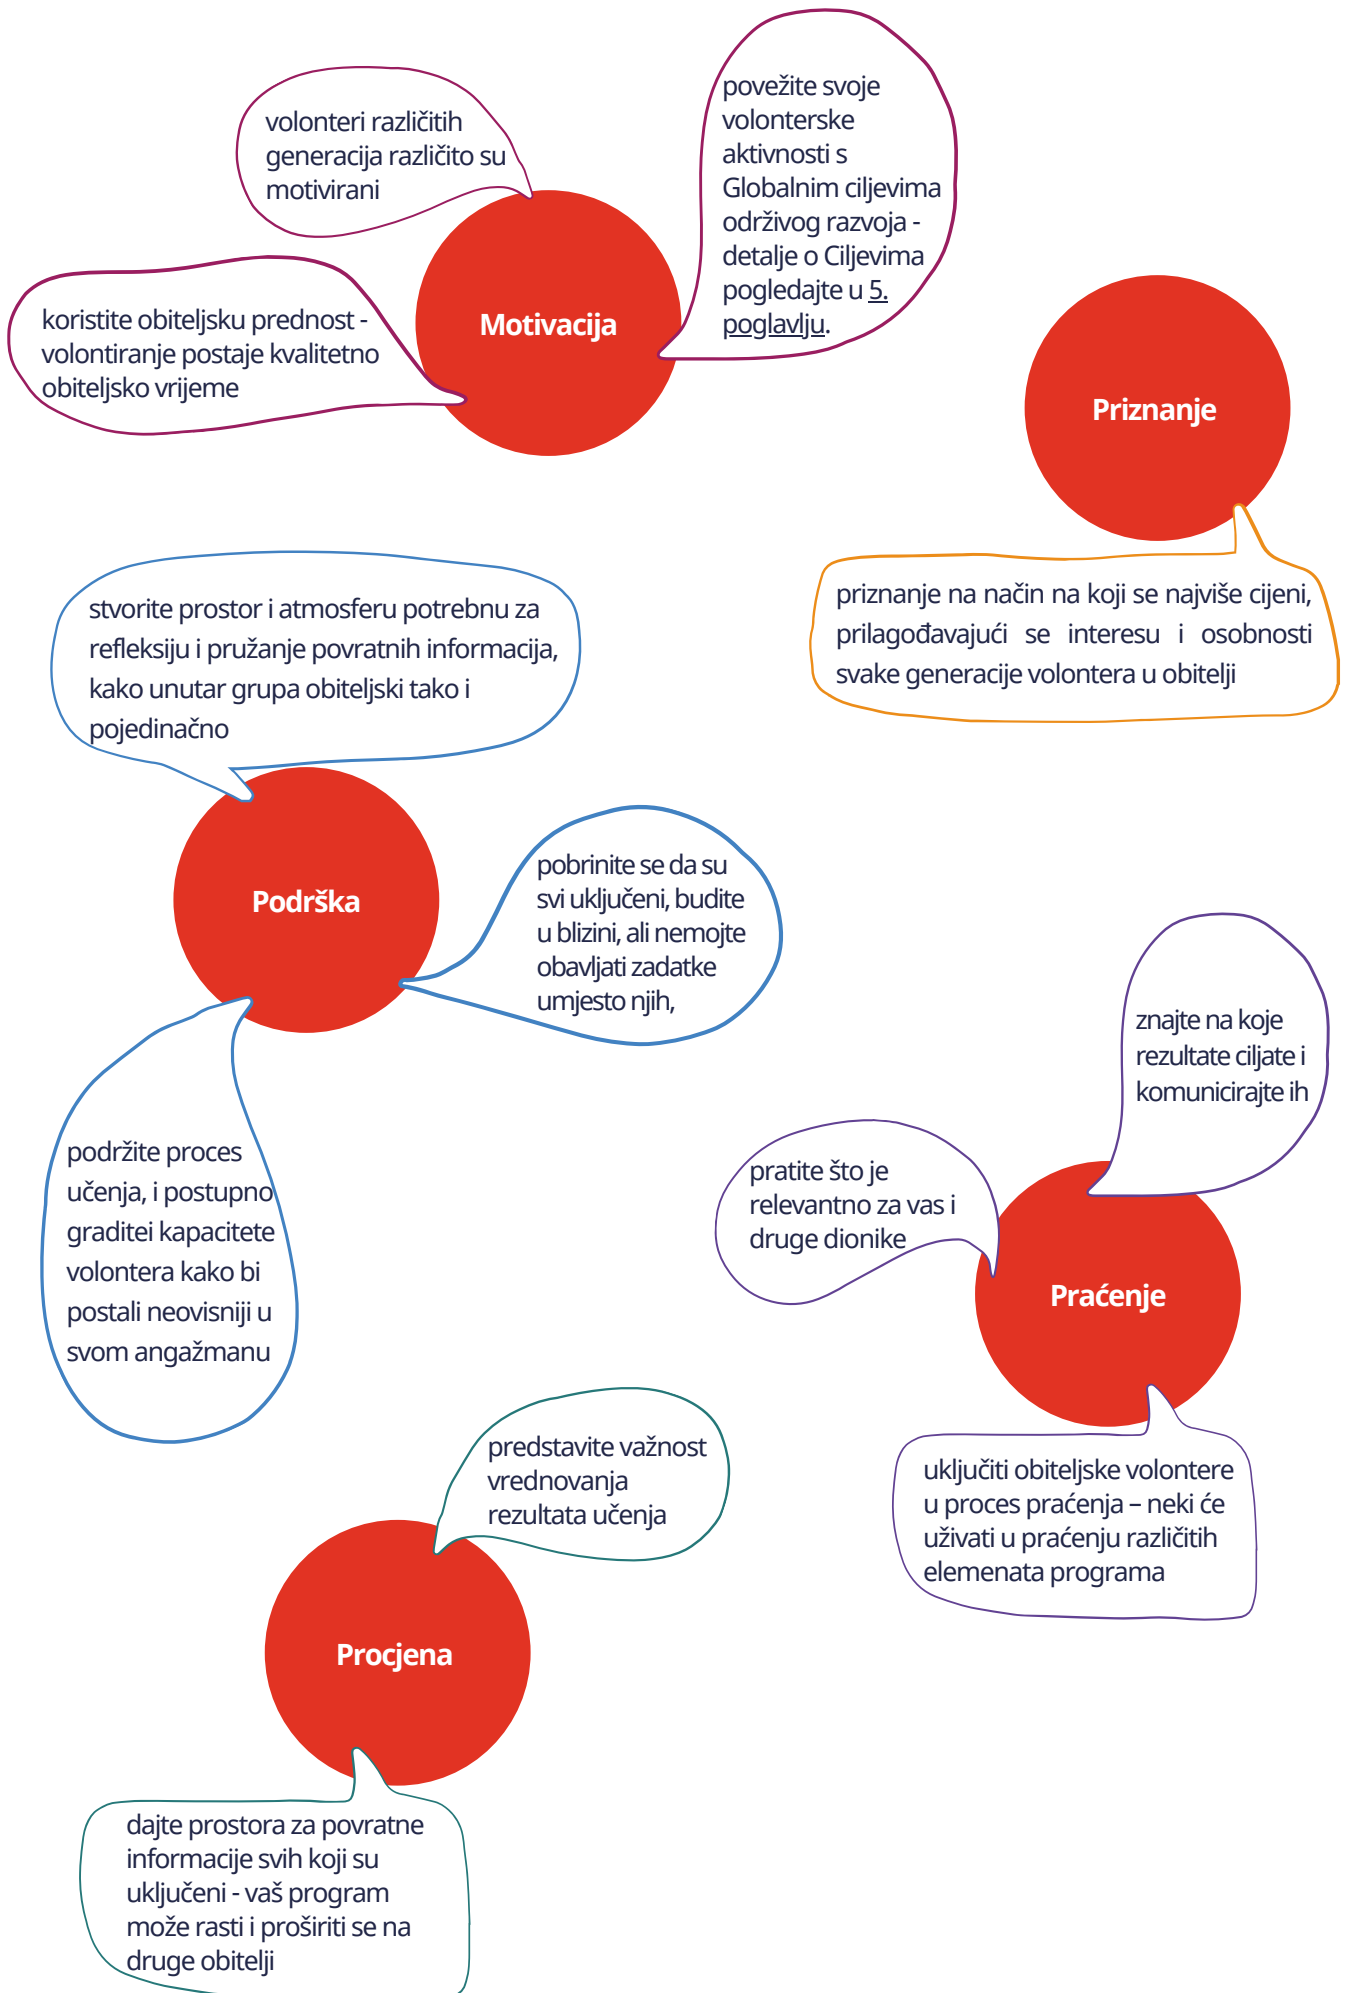 volonteri različitih
generacija različito su
motivirani
povežite svoje
volonterske
aktivnosti s
Globalnim ciljevima
održivog razvoja -
detalje o Ciljevima
pogledajte u 5.
poglavlju.
koristite obiteljsku prednost -
volontiranje postaje kvalitetno
obiteljsko vrijeme
Motivacija
Priznanje
priznanje na način na koji se najviše cijeni,
prilagođavajući se interesu i osobnosti
svake generacije volontera u obitelji
stvorite prostor i atmosferu potrebnu za
refleksiju i pružanje povratnih informacija,
kako unutar grupa obiteljski tako i
pojedinačno
Podrška
pobrinite se da su
svi uključeni, budite
u blizini, ali nemojte
obavljati zadatke
umjesto njih,
podržite proces
učenja, i postupno
graditei kapacitete
volontera kako bi
postali neovisniji u
svom angažmanu
znajte na koje
rezultate ciljate i
komunicirajte ih
pratite što je
relevantno za vas i
druge dionike
Praćenje
uključiti obiteljske volontere
u proces praćenja – neki će
uživati u praćenju različitih
elemenata programa
predstavite važnost
vrednovanja
rezultata učenja
Procjena
dajte prostora za povratne
informacije svih koji su
uključeni - vaš program
može rasti i proširiti se na
druge obitelji